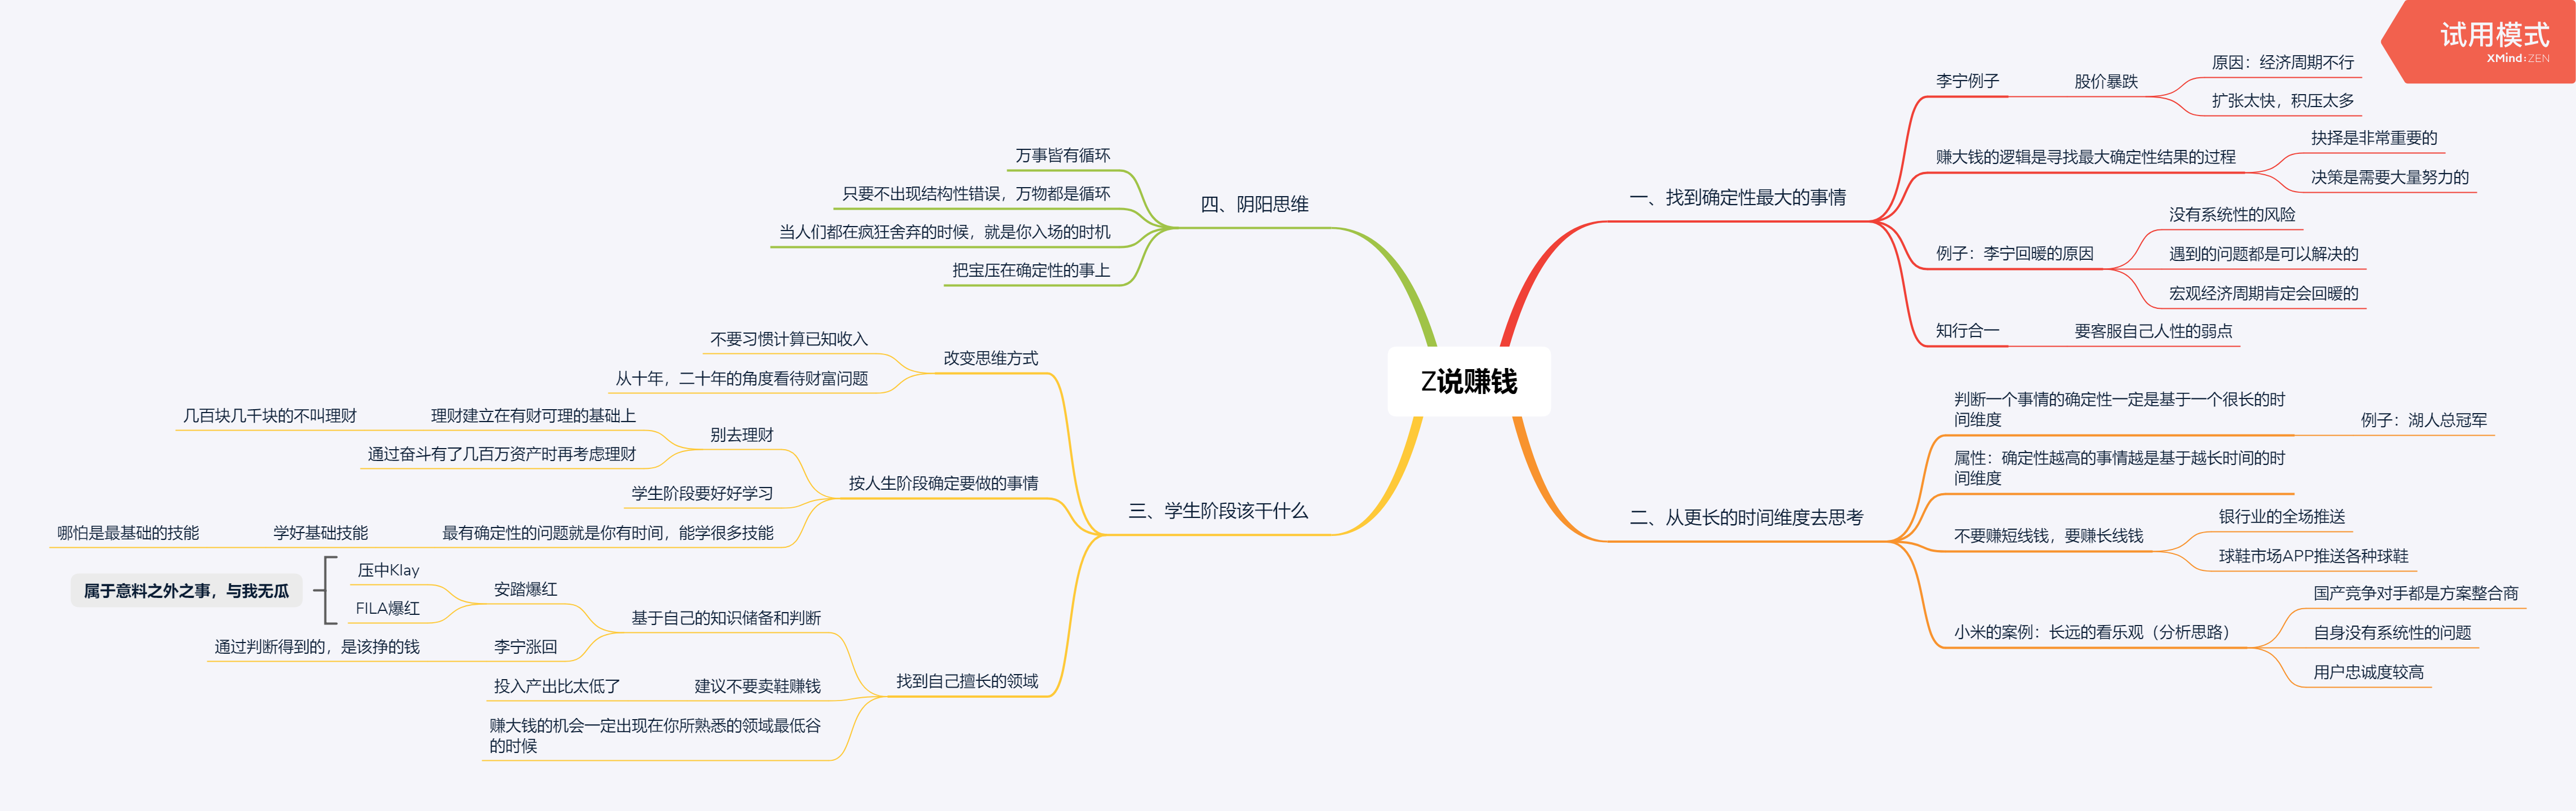 试用模式
XMind:ZEN
Z说赚钱
一、找到确定性最大的事情
李宁例子
股价暴跌
原因：经济周期不行
扩张太快，积压太多
赚大钱的逻辑是寻找最大确定性结果的过程
抉择是非常重要的
决策是需要大量努力的
例子：李宁回暖的原因
没有系统性的风险
遇到的问题都是可以解决的
宏观经济周期肯定会回暖的
知行合一
要客服自己人性的弱点
二、从更长的时间维度去思考
判断一个事情的确定性一定是基于一个很长的时
间维度
例子：湖人总冠军
属性：确定性越高的事情越是基于越长时间的时
间维度
不要赚短线钱，要赚长线钱
银行业的全场推送
球鞋市场APP推送各种球鞋
小米的案例：长远的看乐观（分析思路）
国产竞争对手都是方案整合商
自身没有系统性的问题
用户忠诚度较高
三、学生阶段该干什么
改变思维方式
不要习惯计算已知收入
从十年，二十年的角度看待财富问题
按人生阶段确定要做的事情
别去理财
理财建立在有财可理的基础上
几百块几千块的不叫理财
通过奋斗有了几百万资产时再考虑理财
学生阶段要好好学习
最有确定性的问题就是你有时间，能学很多技能
学好基础技能
哪怕是最基础的技能
找到自己擅长的领域
基于自己的知识储备和判断
安踏爆红
压中Klay
FILA爆红
属于意料之外之事，与我无瓜
李宁涨回
通过判断得到的，是该挣的钱
建议不要卖鞋赚钱
投入产出比太低了
赚大钱的机会一定出现在你所熟悉的领域最低谷
的时候
四、阴阳思维
万事皆有循环
只要不出现结构性错误，万物都是循环
当人们都在疯狂舍弃的时候，就是你入场的时机
把宝压在确定性的事上